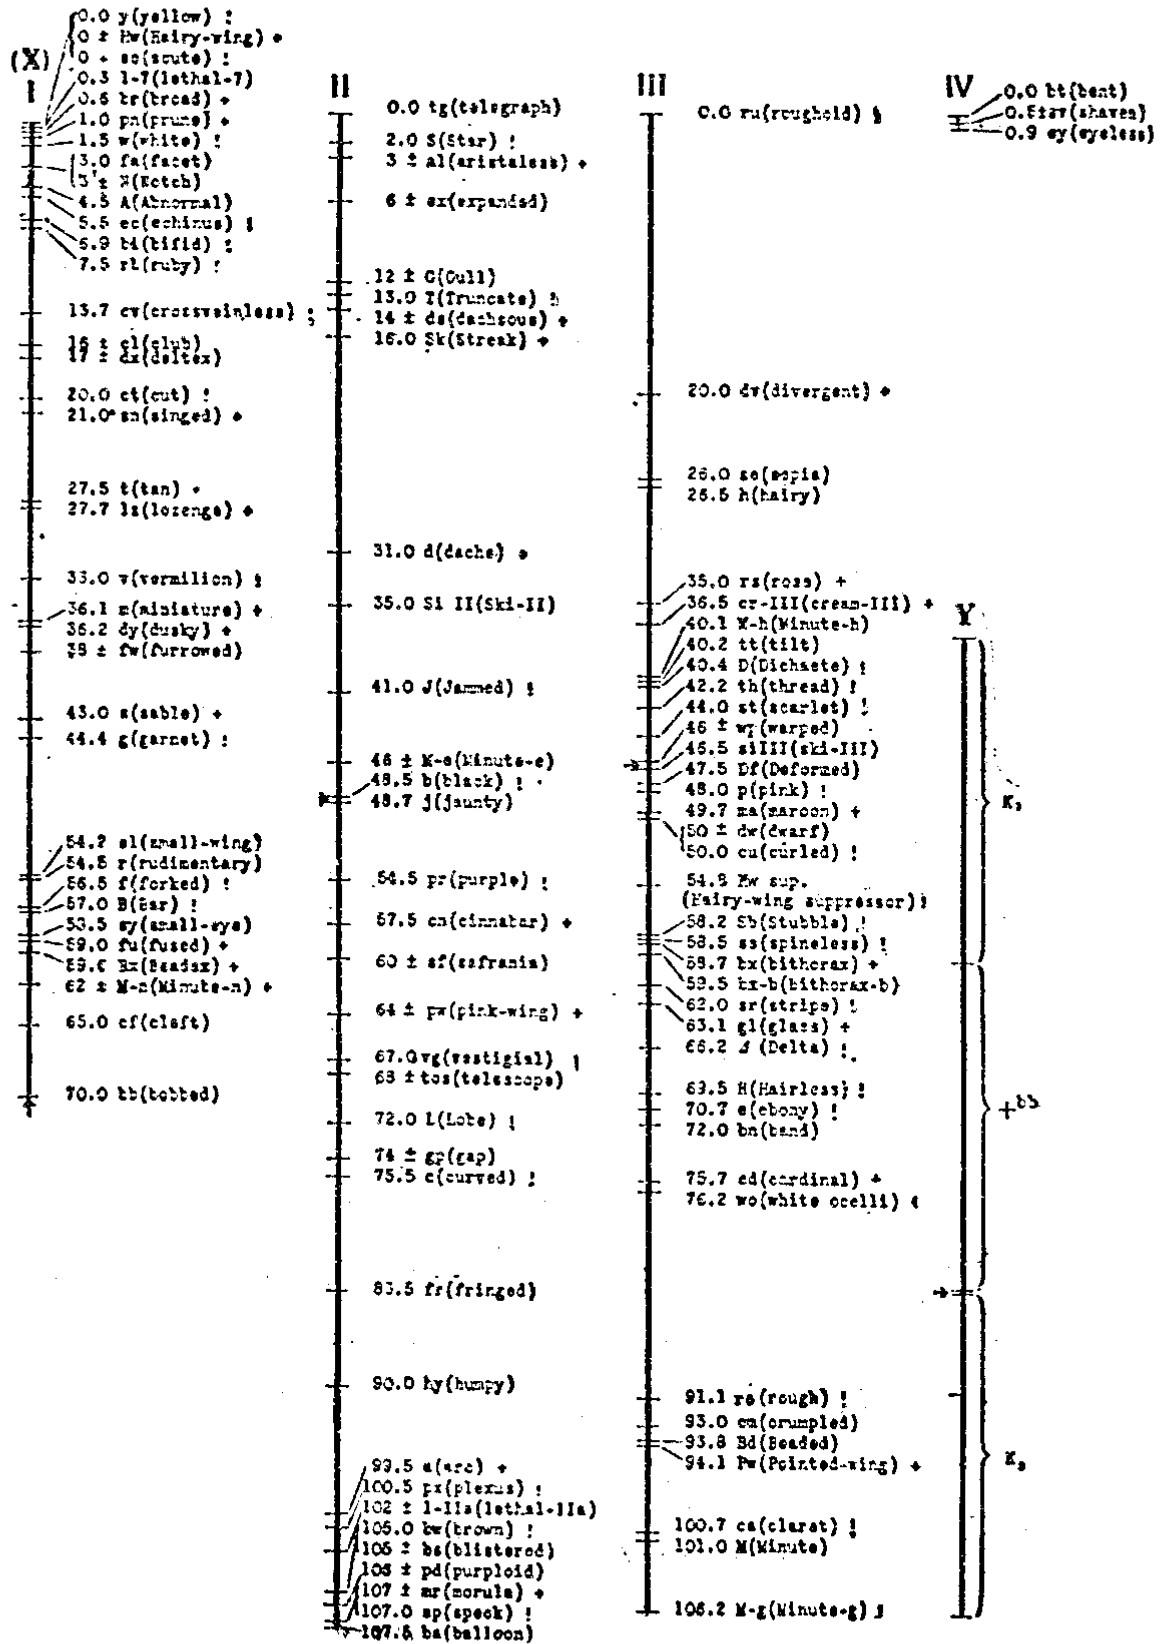 (X)
I
0.0 y(yellow) !
0 ± Hw(Hairy-wing) +
0 + sc(scute) !
0.3 l-7(lethal-7)
0.6 br(broad) +
1.0 pn(prune) +
1.5 w(white) !
3.0 fa(facet)
3 ± N(Notch)
4.5 A(Abnormal)
5.5 ec(echinus) !
6.9 bi(bifid) !
7.5 rb(ruby) !
13.7 cv(crossveinless) !
16 ± cl(club)
17 ± dx(deltex)
20.0 ct(cut) !
21.0 sn(singed) +
27.5 t(tan) +
27.7 lz(lozenge) +
33.0 v(vermilion) !
36.1 m(miniature) +
36.2 dy(dusky) +
38 ± fw(furrowed)
43.0 s(sable) +
44.4 g(garnet) !
54.2 sl(small-wing)
54.5 r(rudimentary)
56.5 f(forked) !
57.0 B(Bar) !
58.5 sy(small-eye)
59.0 fu(fused) +
59.6 Bx(Beadex) +
62 ± M-n(Minute-n) +
65.0 cf(cleft)
70.0 bb(bobbed)
II
0.0 tg(telegraph)
2.0 S(Star) !
3 ± al(aristaless) +
6 ± ex(expanded)
12 ± G(Gull)
13.0 T(Truncate) !
14 ± ds(dachsous) +
16.0 Sk(Streak) +
31.0 d(dachs) +
35.0 Si II(Ski-II)
41.0 J(Jammed) !
46 ± M-e(Minute-e)
48.5 b(black) !
48.7 j(jaunty)
54.5 pr(purple) !
57.5 cn(cinnabar) +
60 ± sf(safranin)
64 ± pw(pink-wing) +
67.0 vg(vestigial) !
68 ± tos(telescope)
72.0 L(Lobe) !
74 ± gp(gap)
75.5 c(curved) !
83.5 fr(fringed)
90.0 hy(humpy)
99.5 a(arc) +
100.5 px(plexus) !
102 ± l-IIa(lethal-IIa)
105.0 bw(brown) !
105 ± bs(blistered)
106 ± pd(purploid)
107 ± mr(morula) +
107.0 sp(speck) !
107.5 ba(balloon)
III
0.0 ru(roughoid) !
20.0 dv(divergent) +
26.0 se(sepia)
26.5 h(hairy)
35.0 rs(rose) +
36.5 cr-III(cream-III) +
40.1 M-h(Minute-h)
40.2 tt(tilt)
40.4 D(Dichaete) !
42.2 th(thread) !
44.0 st(scarlet) !
46 ± wp(warped)
46.5 siIII(ski-III)
47.5 Df(Deformed)
48.0 p(pink) !
49.7 ma(maroon) +
50 ± dw(dwarf)
50.0 cu(curled) !
54.8 Hw sup.
(Hairy-wing suppressor) !
58.2 Sb(Stubble) !
58.5 ss(spineless) !
58.7 bx(bithorax) +
59.5 bx-b(bithorax-b)
62.0 sr(stripe) !
63.1 gl(glass) +
66.2 Δ (Delta) !
69.5 H(Hairless) !
70.7 e(ebony) !
72.0 bn(band)
75.7 cd(cardinal) +
76.2 wo(white ocelli) +
91.1 ro(rough) !
93.0 cm(crumpled)
93.8 Bd(Beaded)
94.1 Pw(Pointed-wing) +
100.7 ca(claret) !
101.0 M(Minute)
106.2 M-g(Minute-g) !
IV
0.0 bt(bent)
0.5± sv(shaven)
0.9 ey(eyeless)
Y
K₁
+bb
K₂